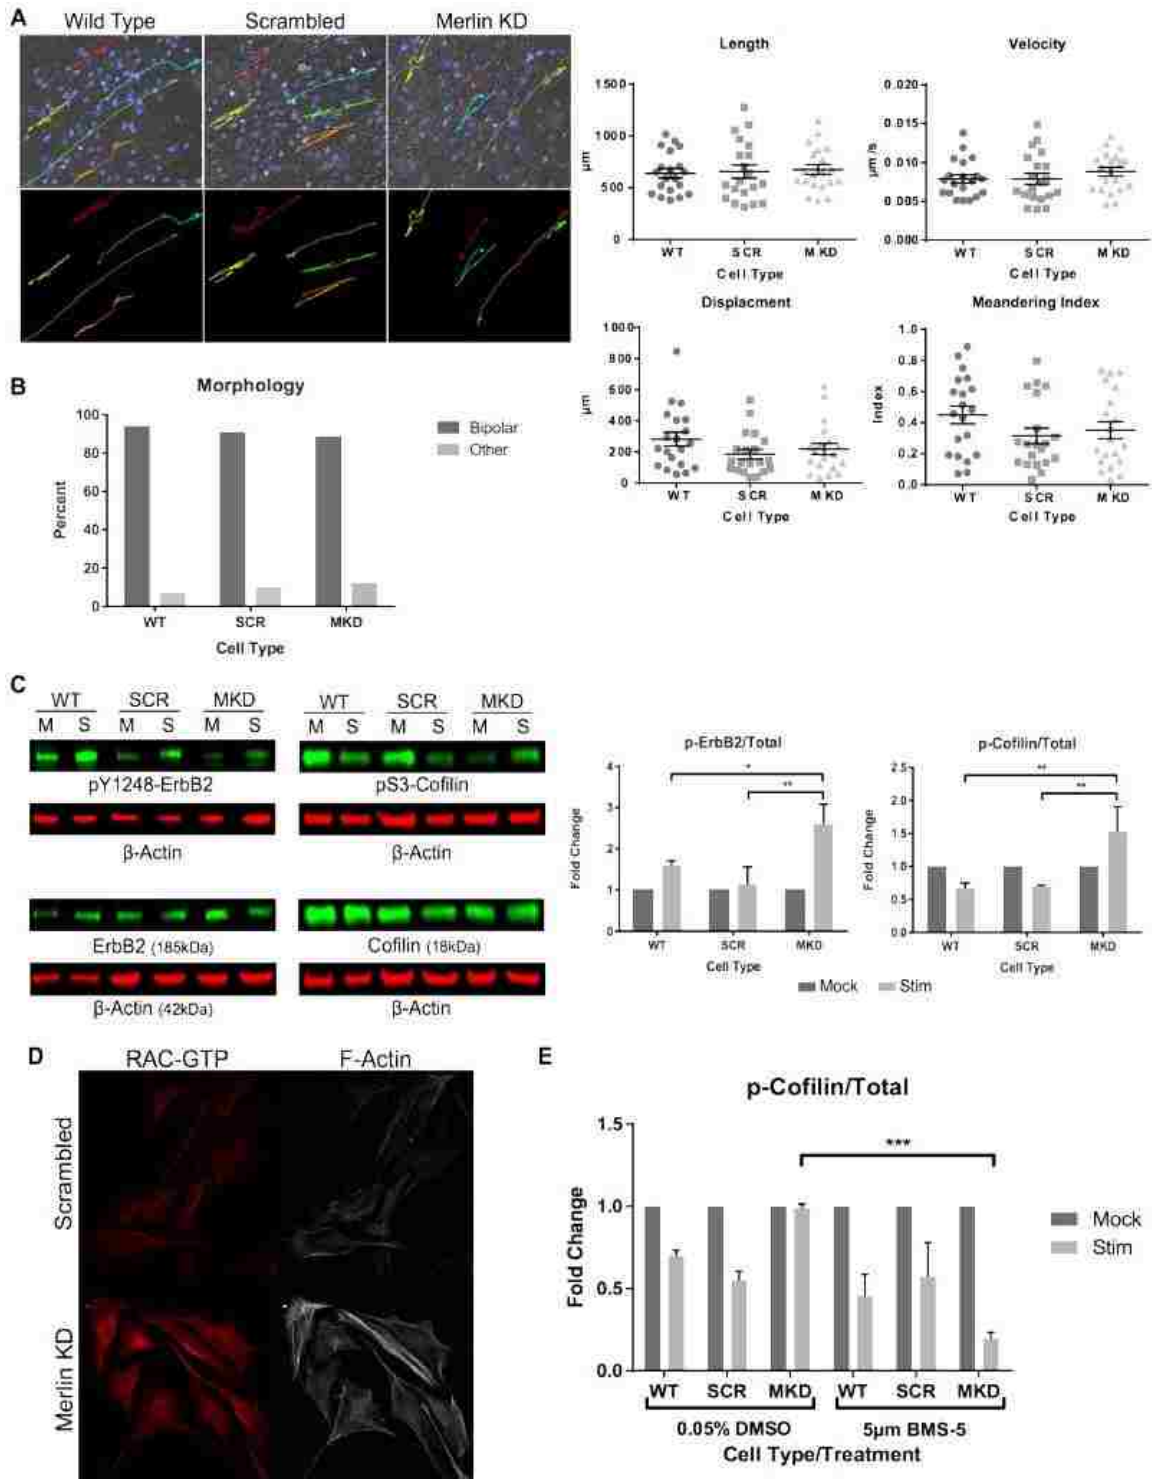 A
Wild Type Scrambled Merlin KD
Length
1500
1000
500
0
µm
WT SCR MKD
Cell Type
Velocity
0.020
0.015
0.010
0.005
0.000
µm /s
WT SCR MKD
Cell Type
Displacment
1000
800
600
400
200
0
µm
WT SCR MKD
Cell Type
Meandering Index
1.0
0.8
0.6
0.4
0.2
0.0
Index
WT SCR MKD
Cell Type
B
Morphology
100
80
60
40
20
0
Percent
WT SCR MKD
Cell Type
Bipolar
Other
C
WT SCR MKD
M S M S M S
pY1248-ErbB2
β-Actin
ErbB2 (185kDa)
β-Actin (42kDa)
WT SCR MKD
M S M S M S
pS3-Cofilin
β-Actin
Cofilin (18kDa)
β-Actin
p-ErbB2/Total
4
3
2
1
0
Fold Change
*
**
WT SCR MKD
Cell Type
p-Cofilin/Total
2.5
2.0
1.5
1.0
0.5
0.0
Fold Change
**
**
WT SCR MKD
Cell Type
Mock Stim
D
RAC-GTP F-Actin
Scrambled
Merlin KD
E
p-Cofilin/Total
1.5
1.0
0.5
0.0
Fold Change
***
WT SCR MKD WT SCR MKD
0.05% DMSO 5µm BMS-5
Cell Type/Treatment
Mock
Stim